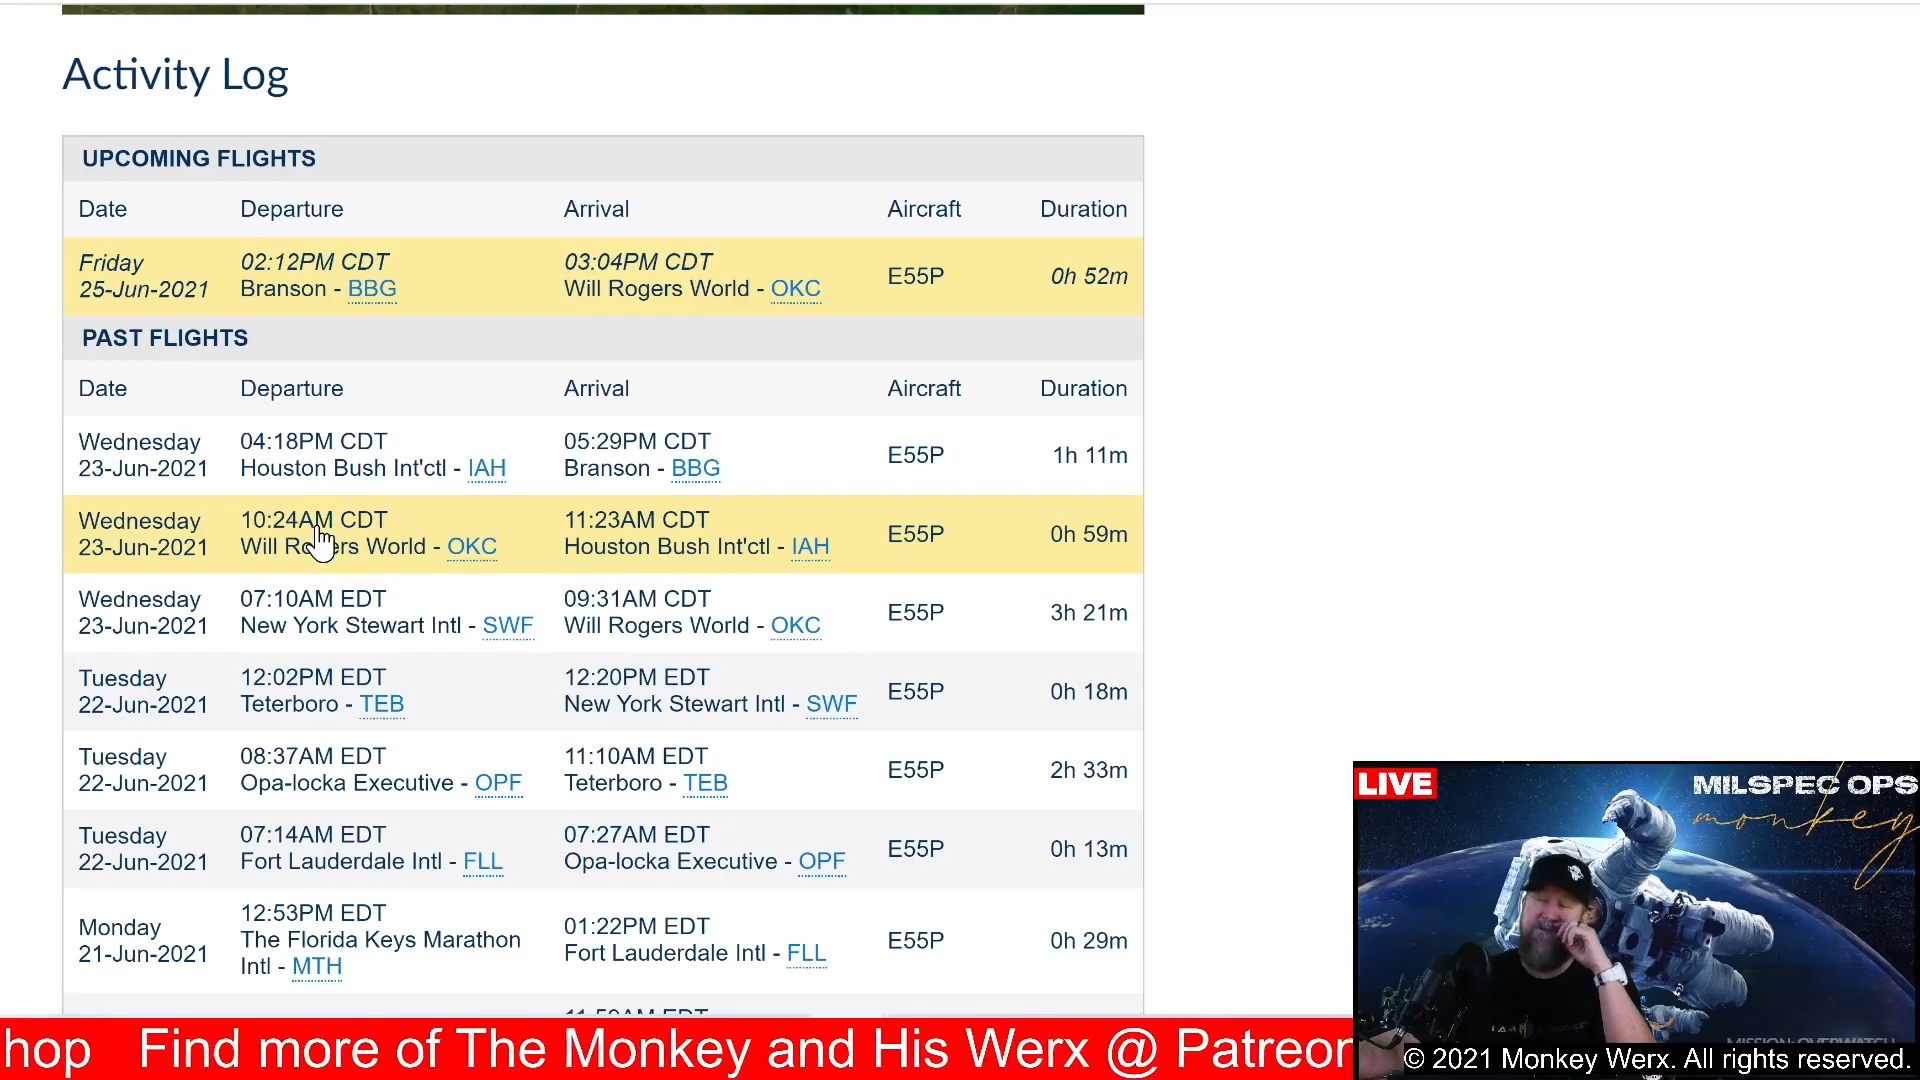 Activity Log
UPCOMING FLIGHTS
Date Departure Arrival Aircraft Duration
Friday 02:12PM CDT 03:04PM CDT
25-Jun-2021 Branson - BBG Will Rogers World - OKC E55P 0h 52m
PAST FLIGHTS
Date Departure Arrival Aircraft Duration
Wednesday 04:18PM CDT 05:29PM CDT
23-Jun-2021 Houston Bush Int'ctl - IAH Branson - BBG E55P 1h 11m
Wednesday 10:24AM CDT 11:23AM CDT
23-Jun-2021 Will Rogers World - OKC Houston Bush Int'ctl - IAH E55P 0h 59m
Wednesday 07:10AM EDT 09:31AM CDT
23-Jun-2021 New York Stewart Intl - SWF Will Rogers World - OKC E55P 3h 21m
Tuesday 12:02PM EDT 12:20PM EDT
22-Jun-2021 Teterboro - TEB New York Stewart Intl - SWF E55P 0h 18m
Tuesday 08:37AM EDT 11:10AM EDT
22-Jun-2021 Opa-locka Executive - OPF Teterboro - TEB E55P 2h 33m
Tuesday 07:14AM EDT 07:27AM EDT
22-Jun-2021 Fort Lauderdale Intl - FLL Opa-locka Executive - OPF E55P 0h 13m
Monday 12:53PM EDT 01:22PM EDT
21-Jun-2021 The Florida Keys Marathon Fort Lauderdale Intl - FLL E55P 0h 29m
Intl - MTH
LIVE
MILSPEC OPS
monkey
hop Find more of The Monkey and His Werx @ Patreon
© 2021 Monkey Werx. All rights reserved.